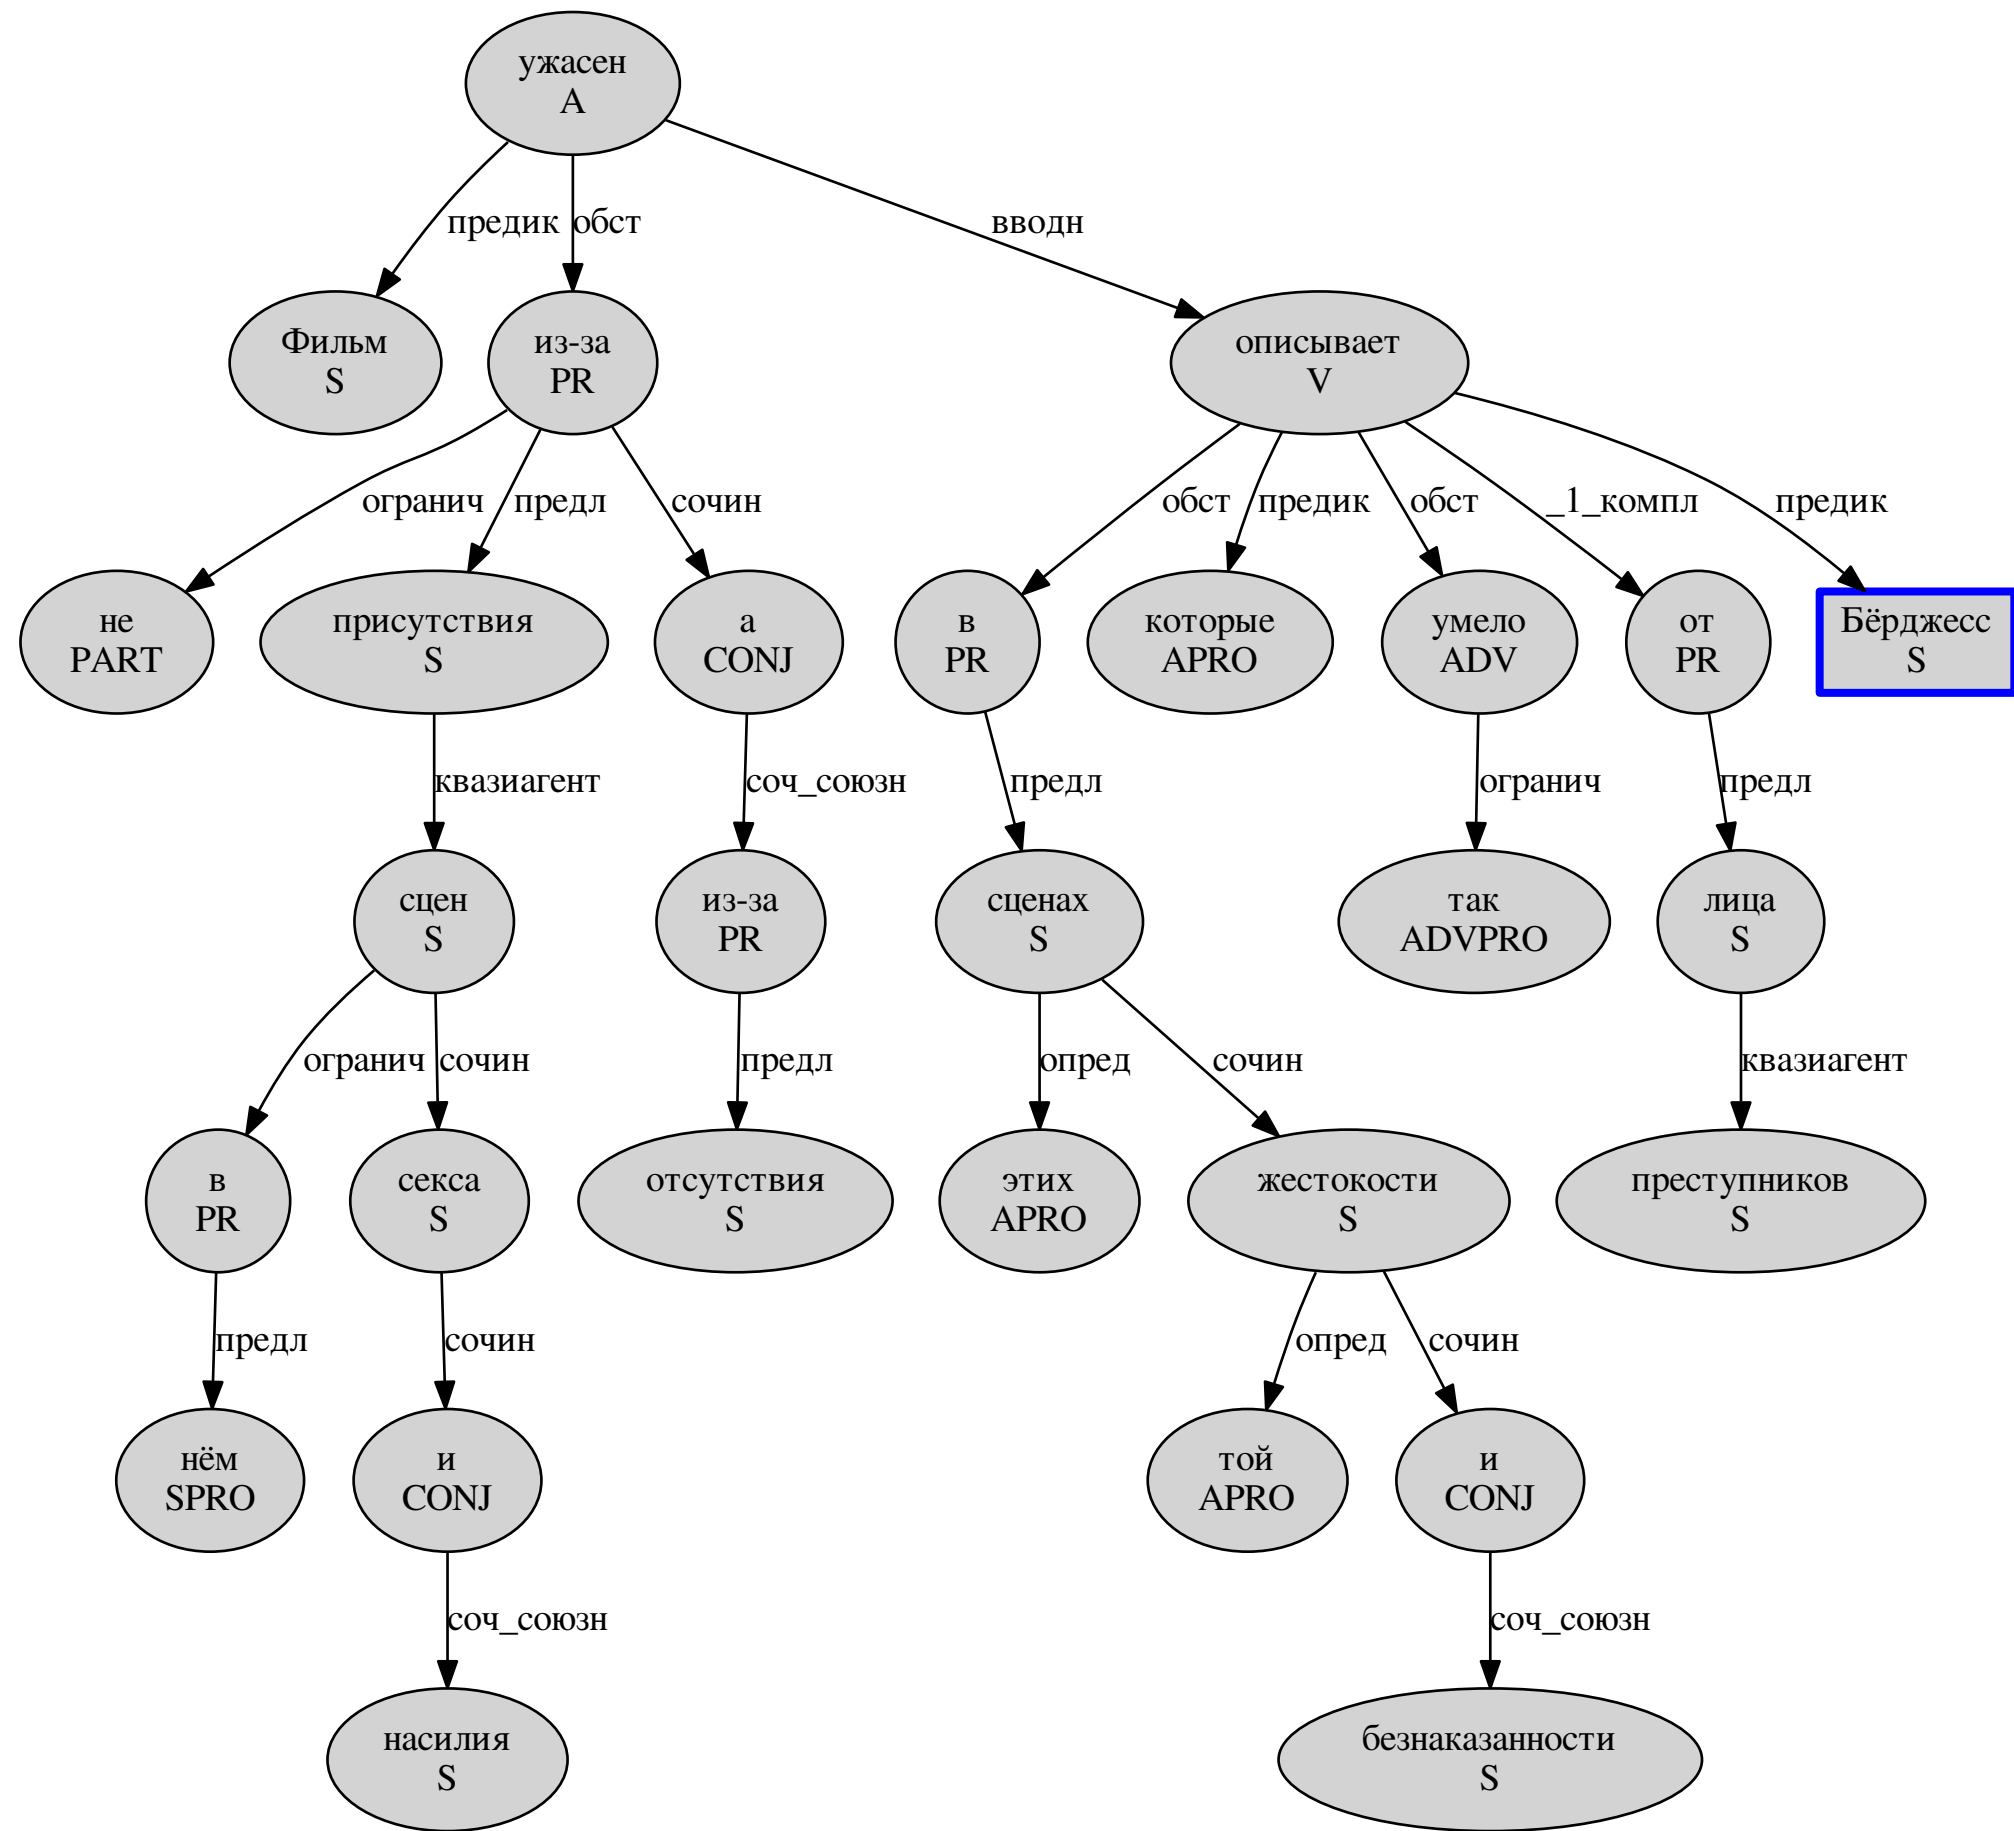 ужасен
A
предик
обст
вводн
Фильм
S
из-за
PR
описывает
V
огранич
предл
сочин
обст
предик
обст
_1_компл
предик
не
PART
присутствия
S
а
CONJ
в
PR
которые
APRO
умело
ADV
от
PR
Бёрджесс
S
квазиагент
соч_союзн
предл
огранич
предл
сцен
S
из-за
PR
сценах
S
так
ADVPRO
лица
S
огранич
сочин
предл
опред
сочин
квазиагент
в
PR
секса
S
отсутствия
S
этих
APRO
жестокости
S
преступников
S
предл
сочин
опред
сочин
нём
SPRO
и
CONJ
той
APRO
и
CONJ
соч_союзн
соч_союзн
насилия
S
безнаказанности
S